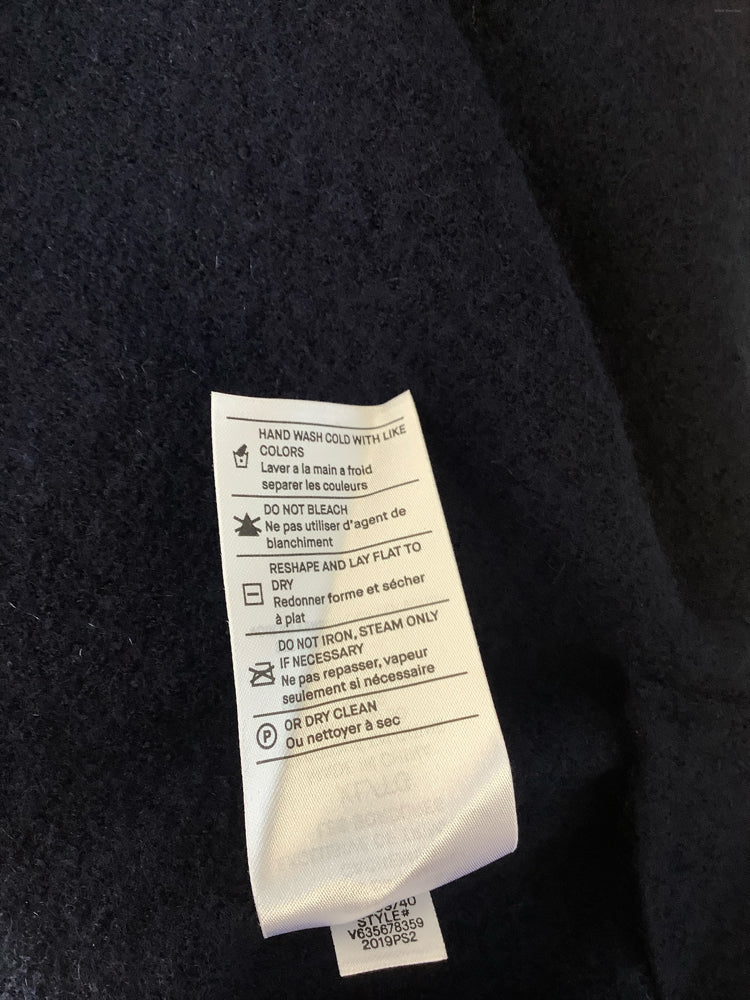 HAND WASH COLD WITH LIKE
COLORS
Laver a la main a froid
separer les couleurs
DO NOT BLEACH
Ne pas utiliser d'agent de
blanchiment
RESHAPE AND LAY FLAT TO
DRY
Redonner forme et sécher
à plat
DO NOT IRON, STEAM ONLY
IF NECESSARY
Ne pas repasser, vapeur
seulement si nécessaire
P
OR DRY CLEAN
Ou nettoyer à sec
STYLE#
V635678359
2019PS2